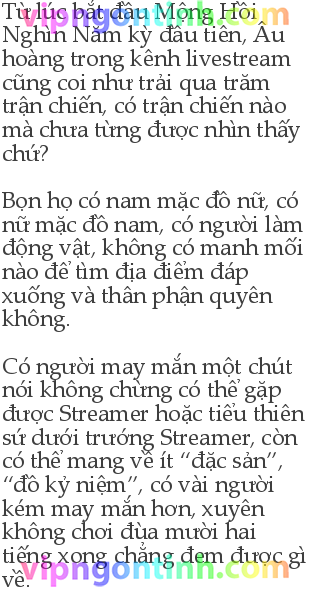 Từ lúc bắt đầu Mộng Hồi
Nghìn Năm kỳ đầu tiên, Âu
hoàng trong kênh livestream
cũng coi như trải qua trăm
trận chiến, có trận chiến nào
mà chưa từng được nhìn thấy
chứ?
Bọn họ có nam mặc đồ nữ, có
nữ mặc đồ nam, có người làm
động vật, không có manh mối
nào để tìm địa điểm đáp
xuống và thân phận quyên
không.
Có người may mắn một chút
nói không chừng có thể gặp
được Streamer hoặc tiểu thiên
sứ dưới trướng Streamer, còn
có thể mang về ít “đặc sản”,
“đồ kỷ niệm”, có vài người
kém may mắn hơn, xuyên
không chơi đùa mười hai
tiếng xong chẳng đem được gì
về.
vipngontinh.com
vipngontinh.com